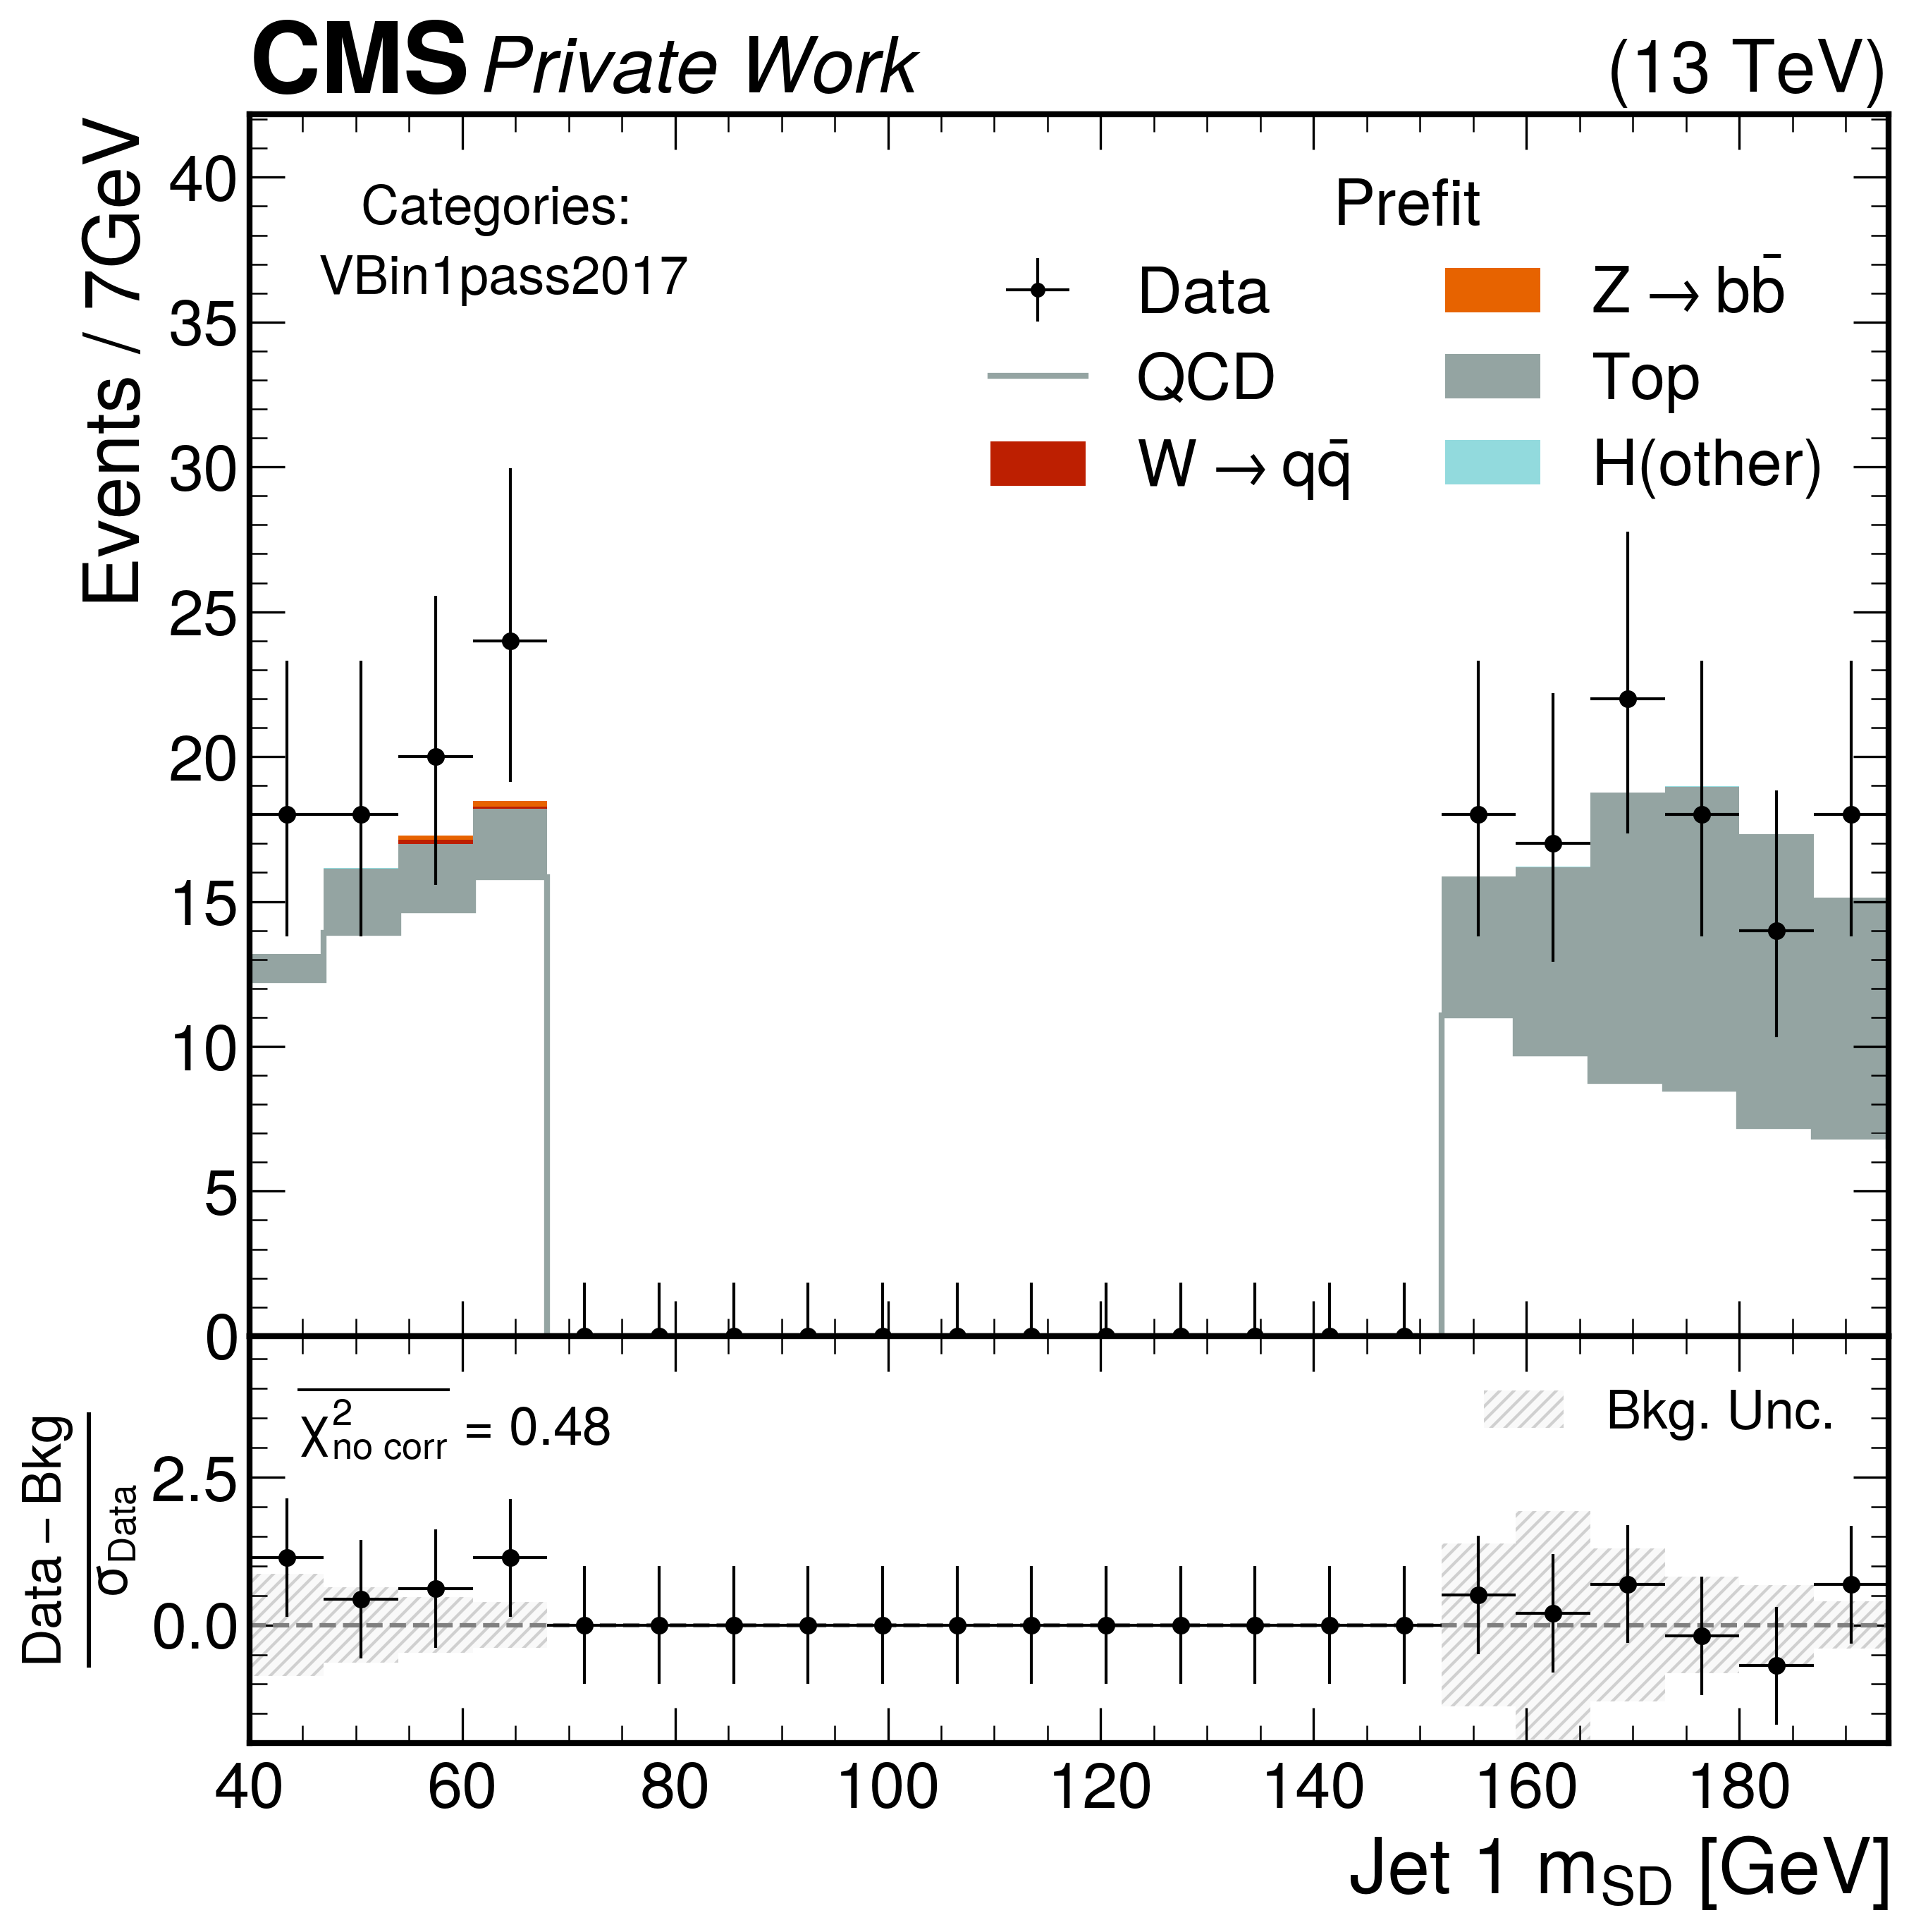 CMS Private Work (13 TeV)
Events / 7GeV
40
35
30
25
20
15
10
5
0
Categories:
VBin1pass2017
Prefit
Data
Z → bb̄
QCD
Top
W → qq̄
H(other)
Data − Bkg
σData
2.5
0.0
χ²no corr = 0.48
Bkg. Unc.
40 60 80 100 120 140 160 180
Jet 1 mSD [GeV]